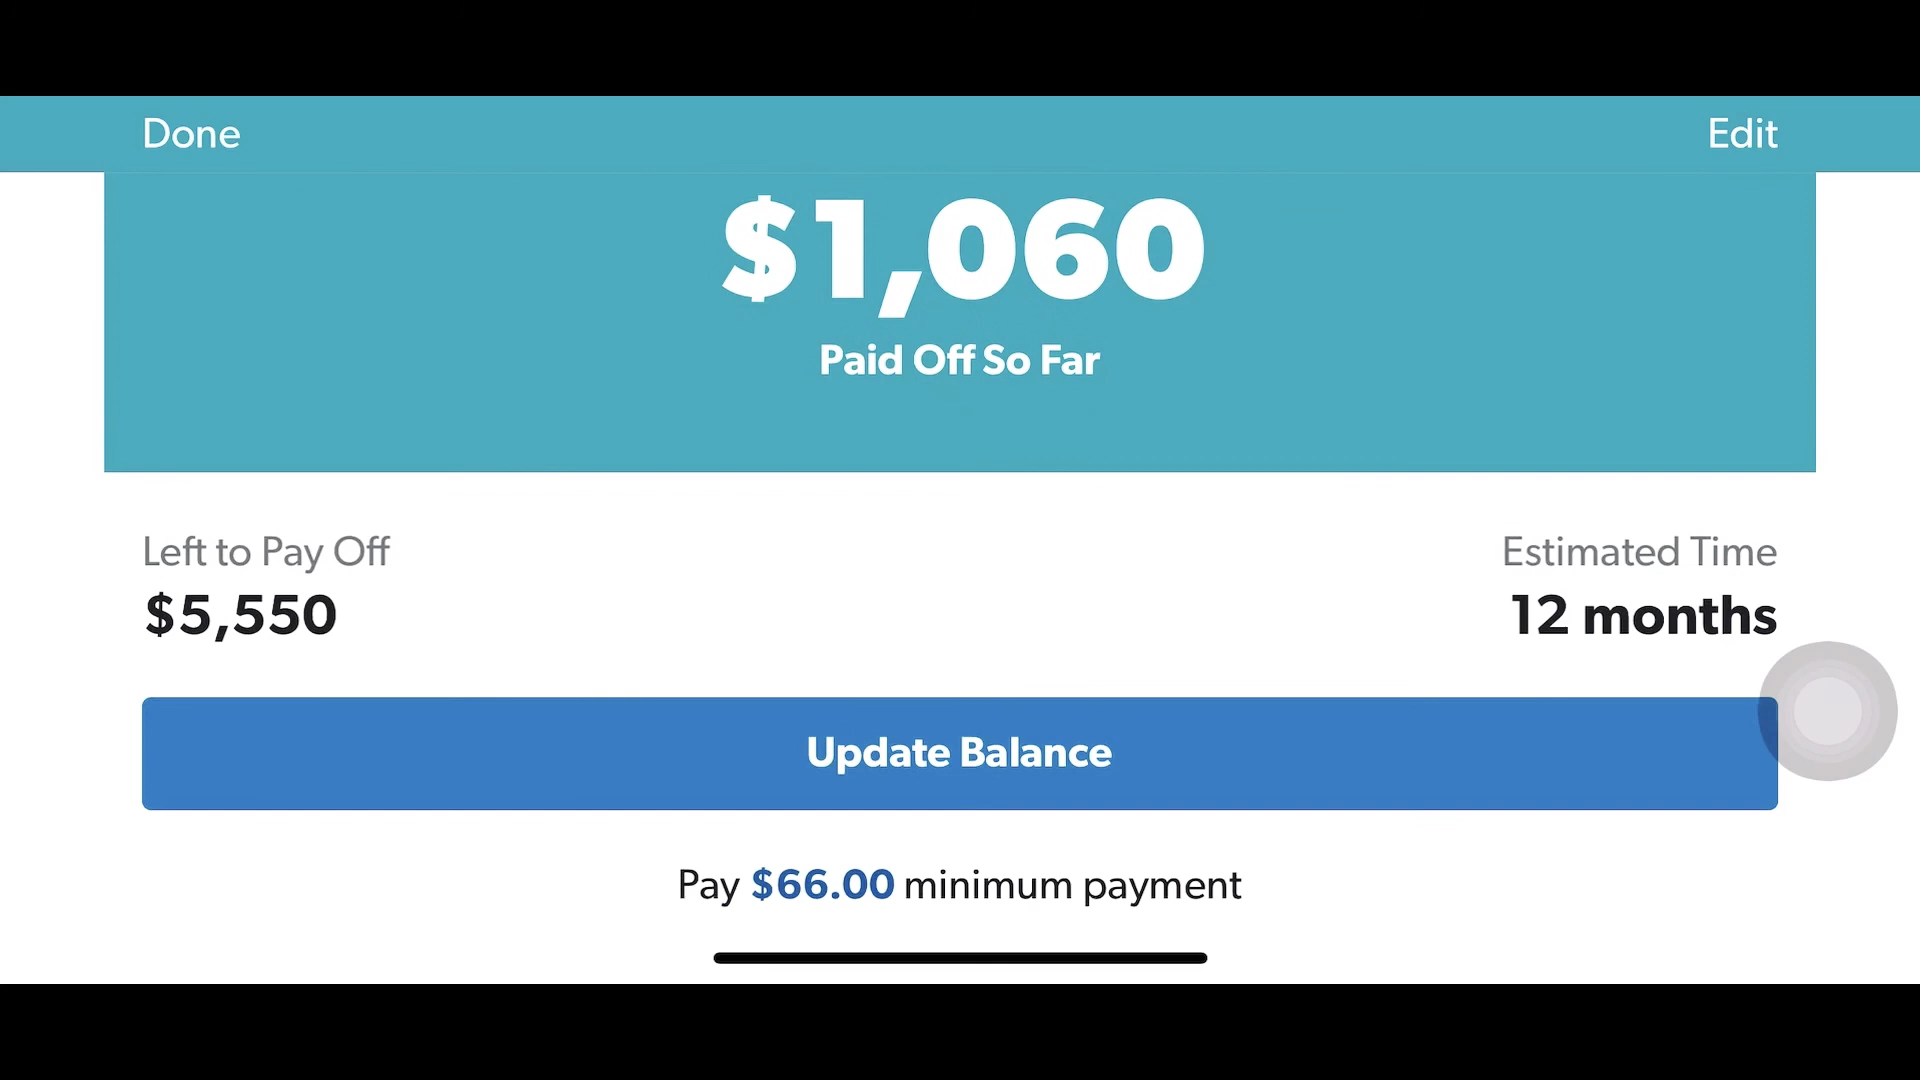 Done
Edit
$1,060
Paid Off So Far
Left to Pay Off
$5,550
Estimated Time
12 months
Update Balance
Pay $66.00 minimum payment